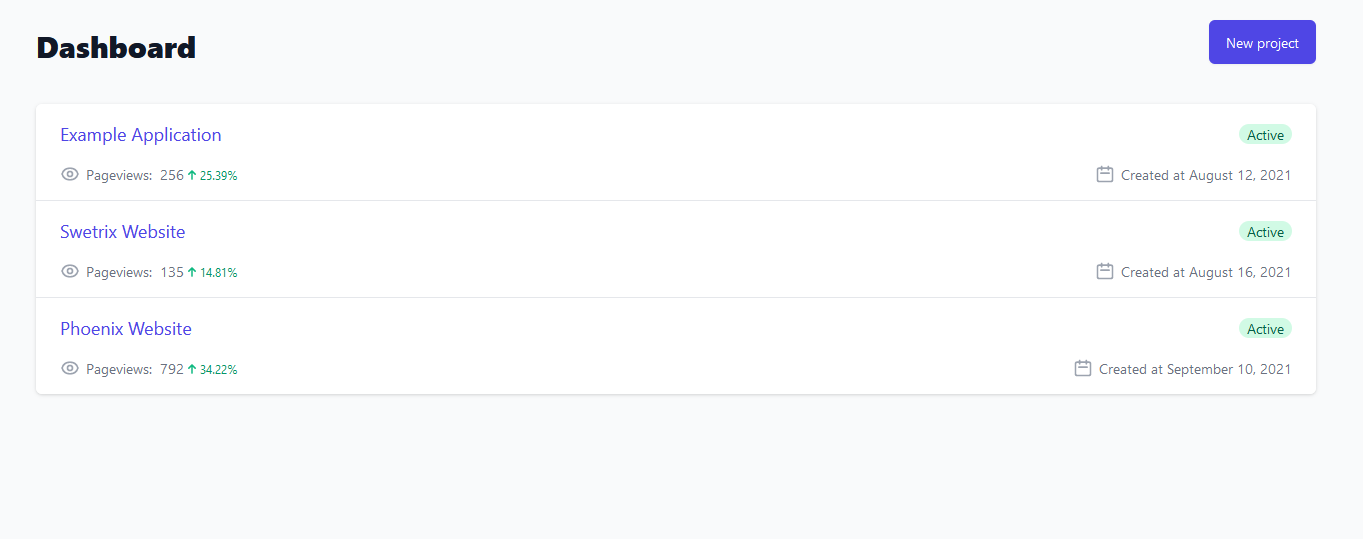 Dashboard
New project
Example Application
Active
Pageviews: 256 ↑ 25.39%
Created at August 12, 2021
Swetrix Website
Active
Pageviews: 135 ↑ 14.81%
Created at August 16, 2021
Phoenix Website
Active
Pageviews: 792 ↑ 34.22%
Created at September 10, 2021